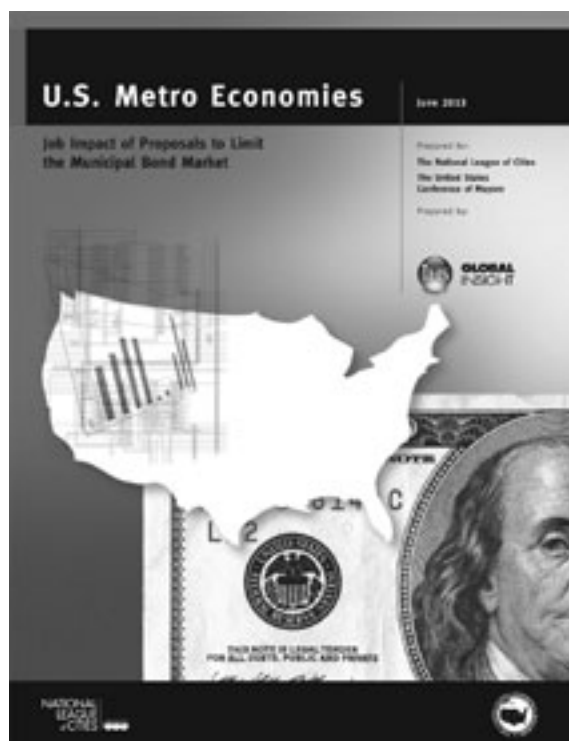 U.S. Metro Economies
June 2013
Job Impact of Proposals to Limit
the Municipal Bond Market
Prepared for:
The National League of Cities
The United States
Conference of Mayors
Prepared by:
GLOBAL
INSIGHT
L 2
C
THIS NOTE IS LEGAL TENDER
FOR ALL DEBTS, PUBLIC AND PRIVATE
NATIONAL
LEAGUE
of CITIES